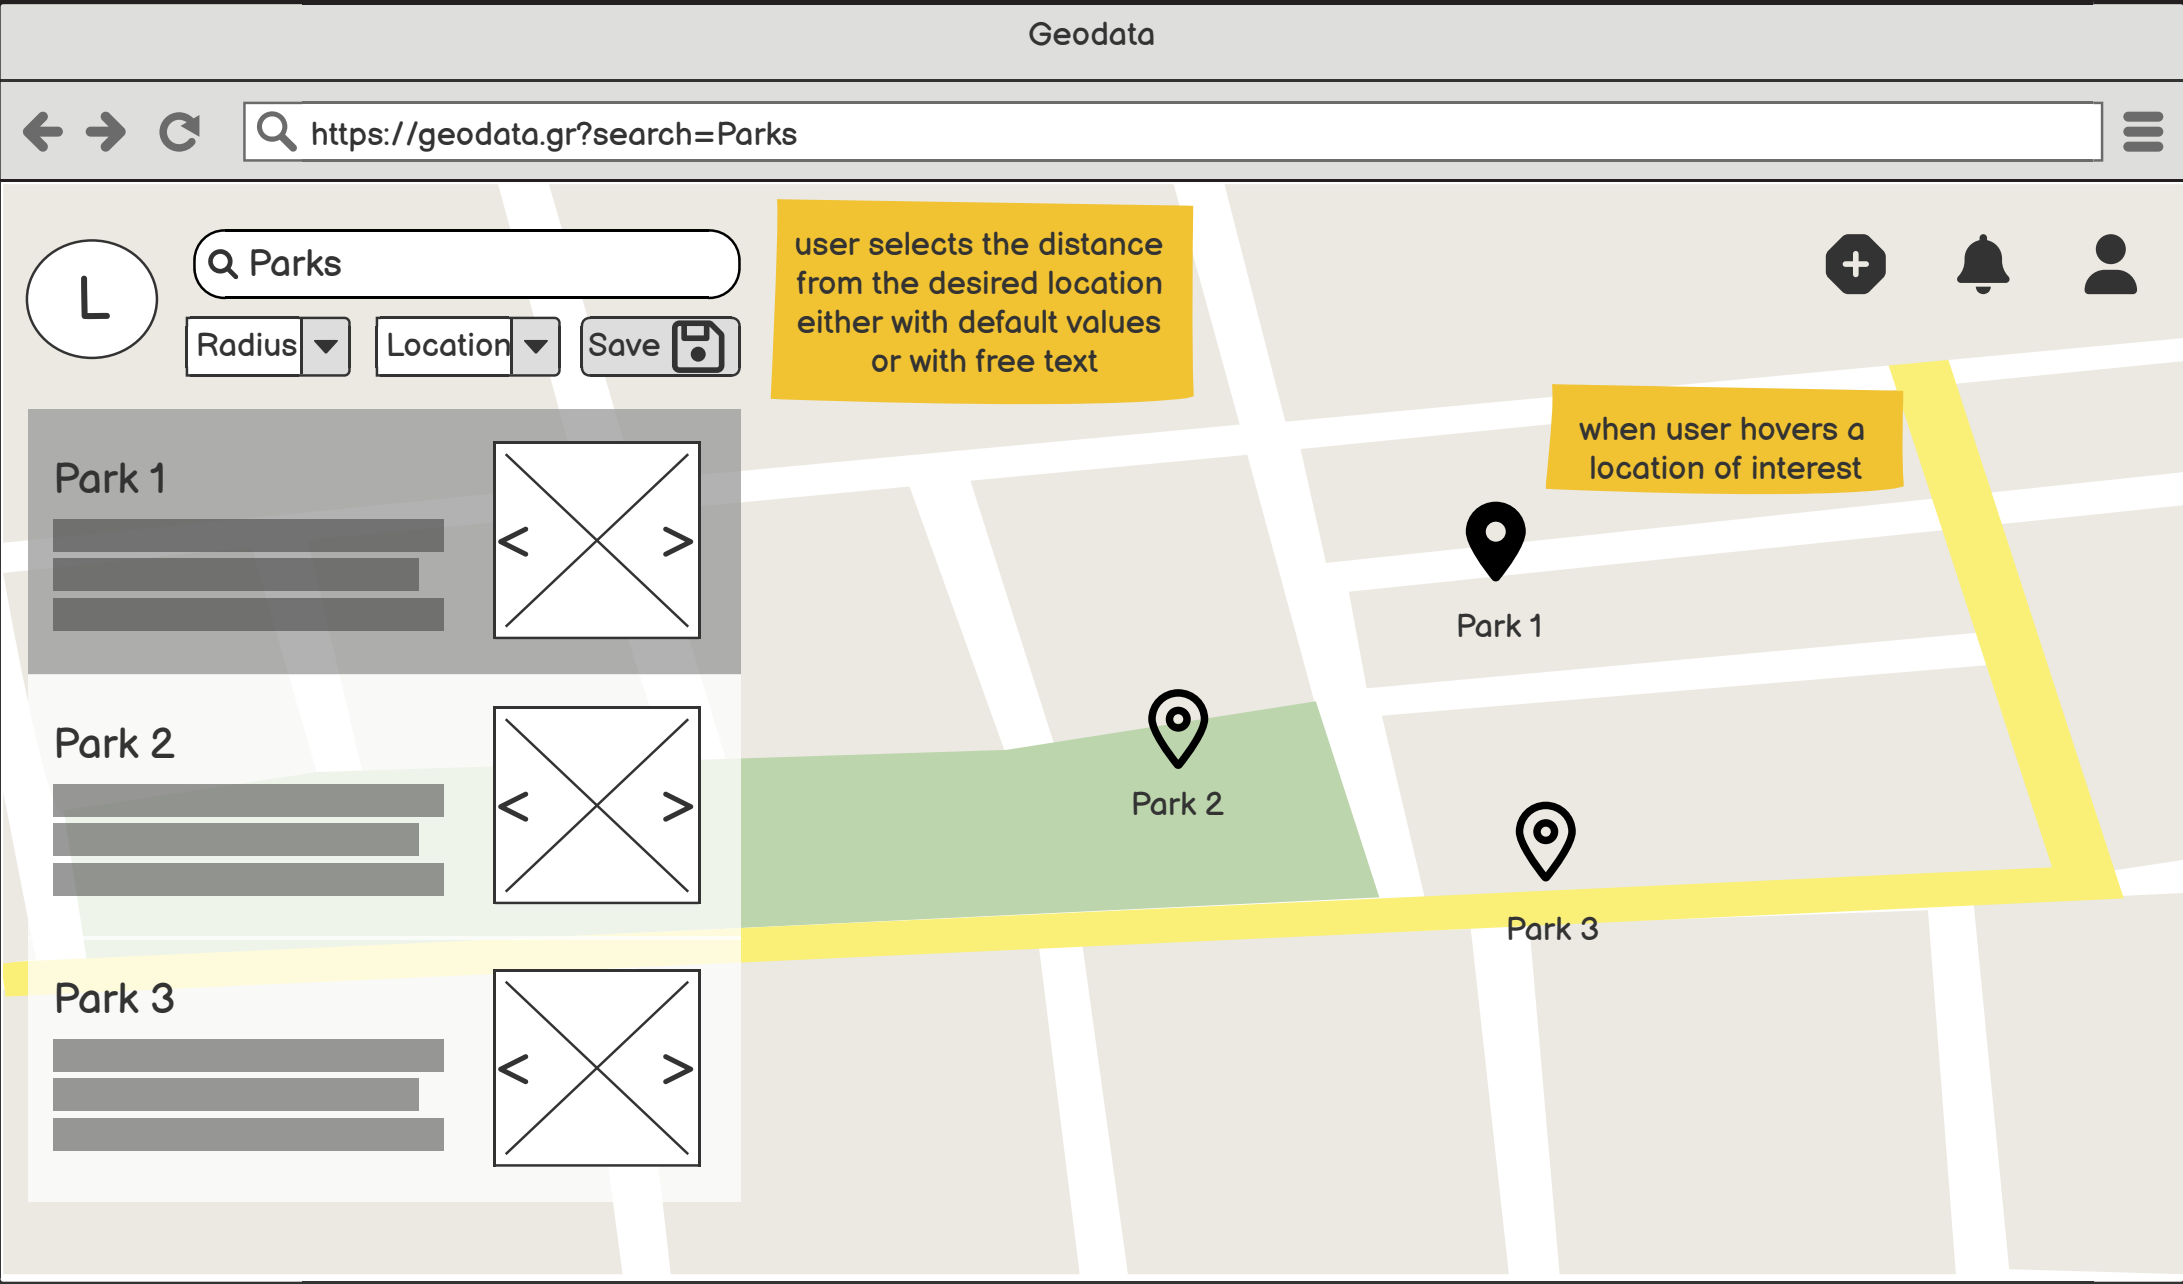 Geodata
https://geodata.gr?search=Parks
L
Parks
Radius
Location
Save
user selects the distance
from the desired location
either with default values
or with free text
when user hovers a
location of interest
Park 1
<
>
Park 2
<
>
Park 3
<
>
Park 1
Park 2
Park 3